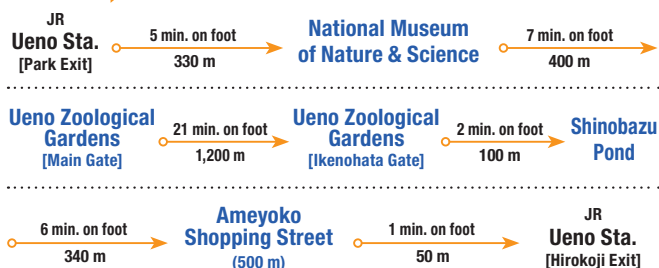 JR
Ueno Sta.
[Park Exit]
5 min. on foot
330 m
National Museum
of Nature & Science
7 min. on foot
400 m
Ueno Zoological
Gardens
[Main Gate]
21 min. on foot
1,200 m
Ueno Zoological
Gardens
[Ikenohata Gate]
2 min. on foot
100 m
Shinobazu
Pond
6 min. on foot
340 m
Ameyoko
Shopping Street
(500 m)
1 min. on foot
50 m
JR
Ueno Sta.
[Hirokoji Exit]